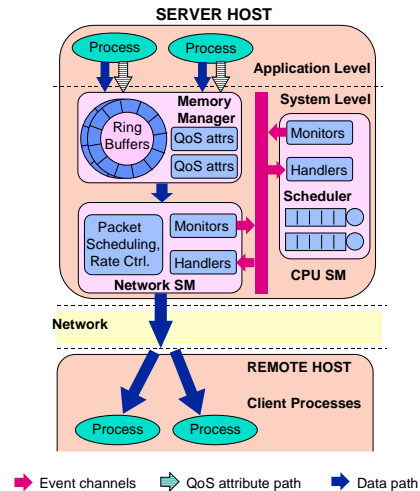 SERVER HOST
Process
Process
Application Level
System Level
Memory
Manager
Ring
Buffers
QoS attrs
QoS attrs
Monitors
Handlers
Scheduler
CPU SM
Packet
Scheduling,
Rate Ctrl.
Monitors
Handlers
Network SM
Network
REMOTE HOST
Client Processes
Process
Process
Event channels
QoS attribute path
Data path